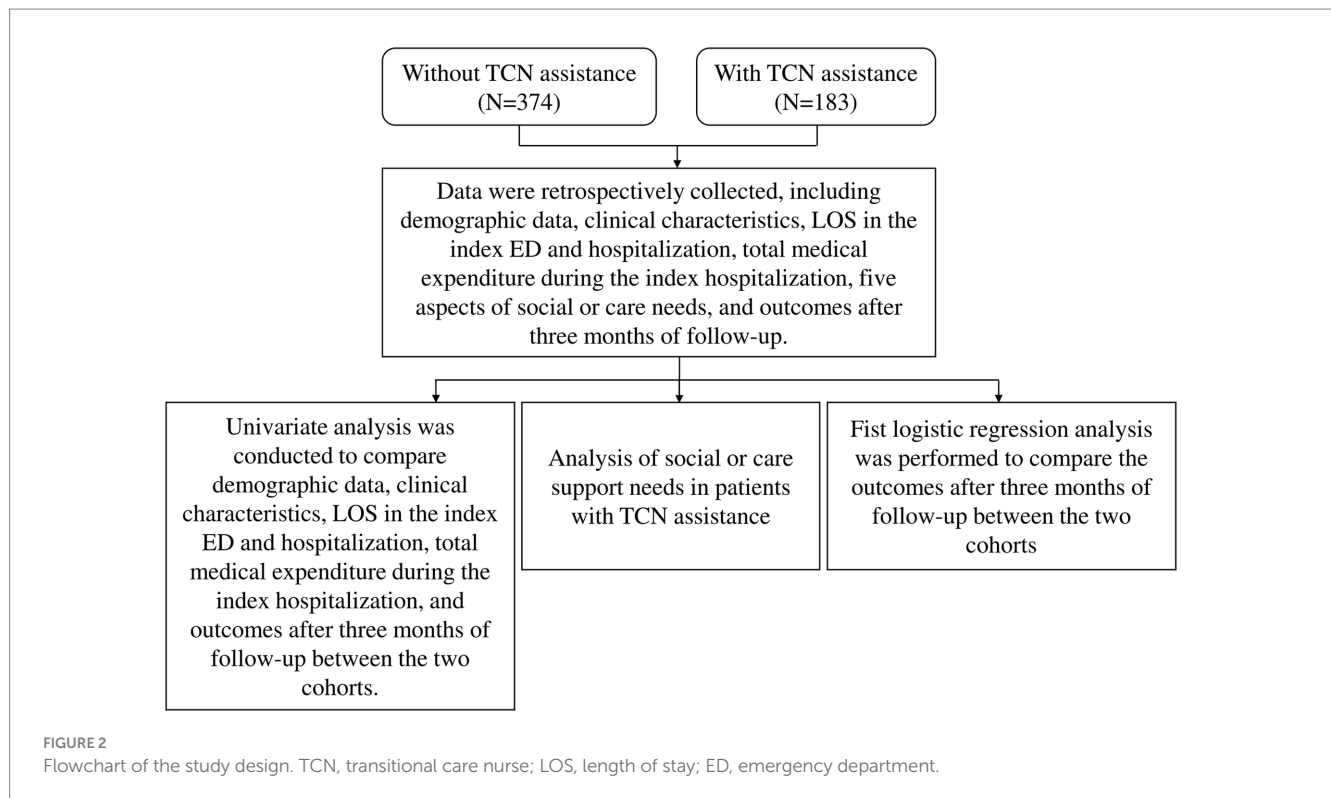 Without TCN assistance
(N=374)
With TCN assistance
(N=183)
Data were retrospectively collected, including
demographic data, clinical characteristics, LOS in the
index ED and hospitalization, total medical
expenditure during the index hospitalization, five
aspects of social or care needs, and outcomes after
three months of follow-up.
Univariate analysis was
conducted to compare
demographic data, clinical
characteristics, LOS in the index
ED and hospitalization, total
medical expenditure during the
index hospitalization, and
outcomes after three months of
follow-up between the two
cohorts.
Analysis of social or care
support needs in patients
with TCN assistance
Fist logistic regression analysis
was performed to compare the
outcomes after three months of
follow-up between the two
cohorts
FIGURE 2
Flowchart of the study design. TCN, transitional care nurse; LOS, length of stay; ED, emergency department.